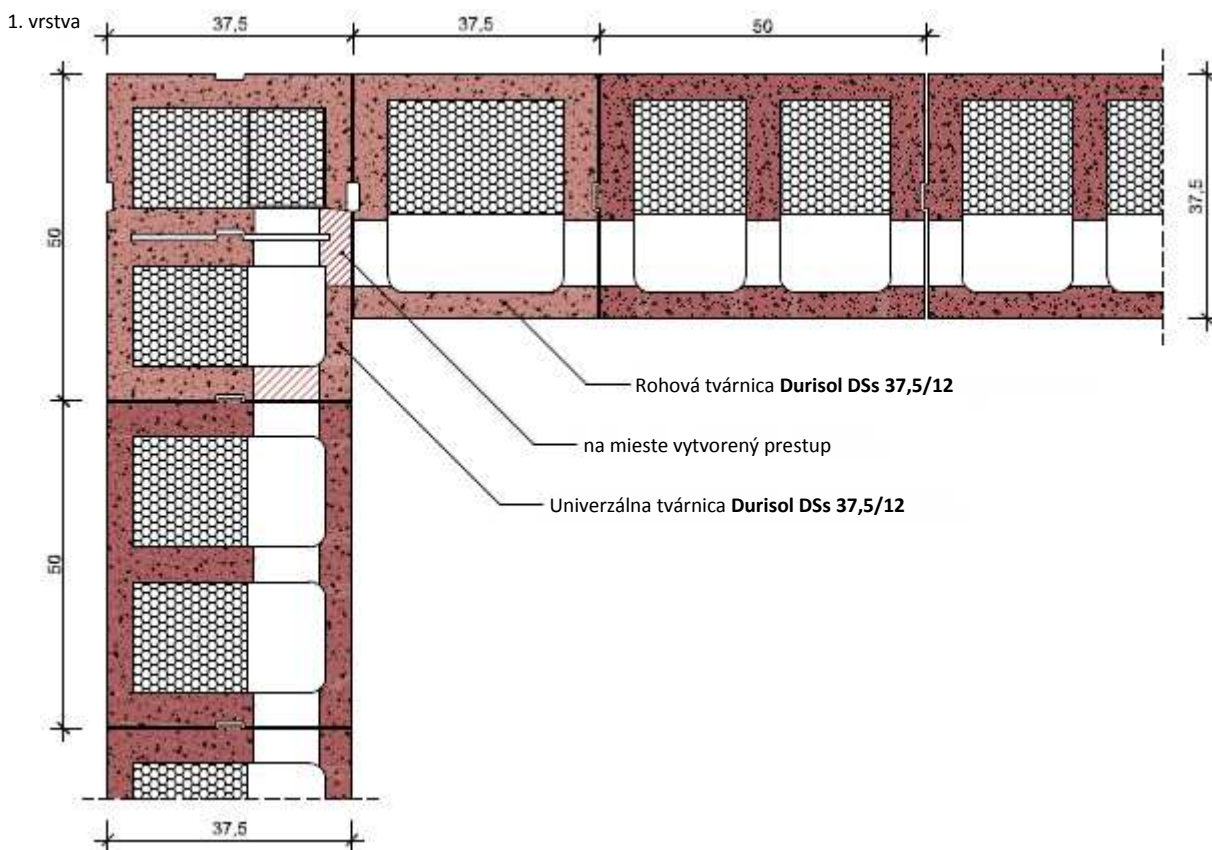 1. vrstva
37,5
37,5
50
50
37,5
Rohová tvárnica Durisol DSs 37,5/12
na mieste vytvorený prestup
Univerzálna tvárnica Durisol DSs 37,5/12
50
37,5